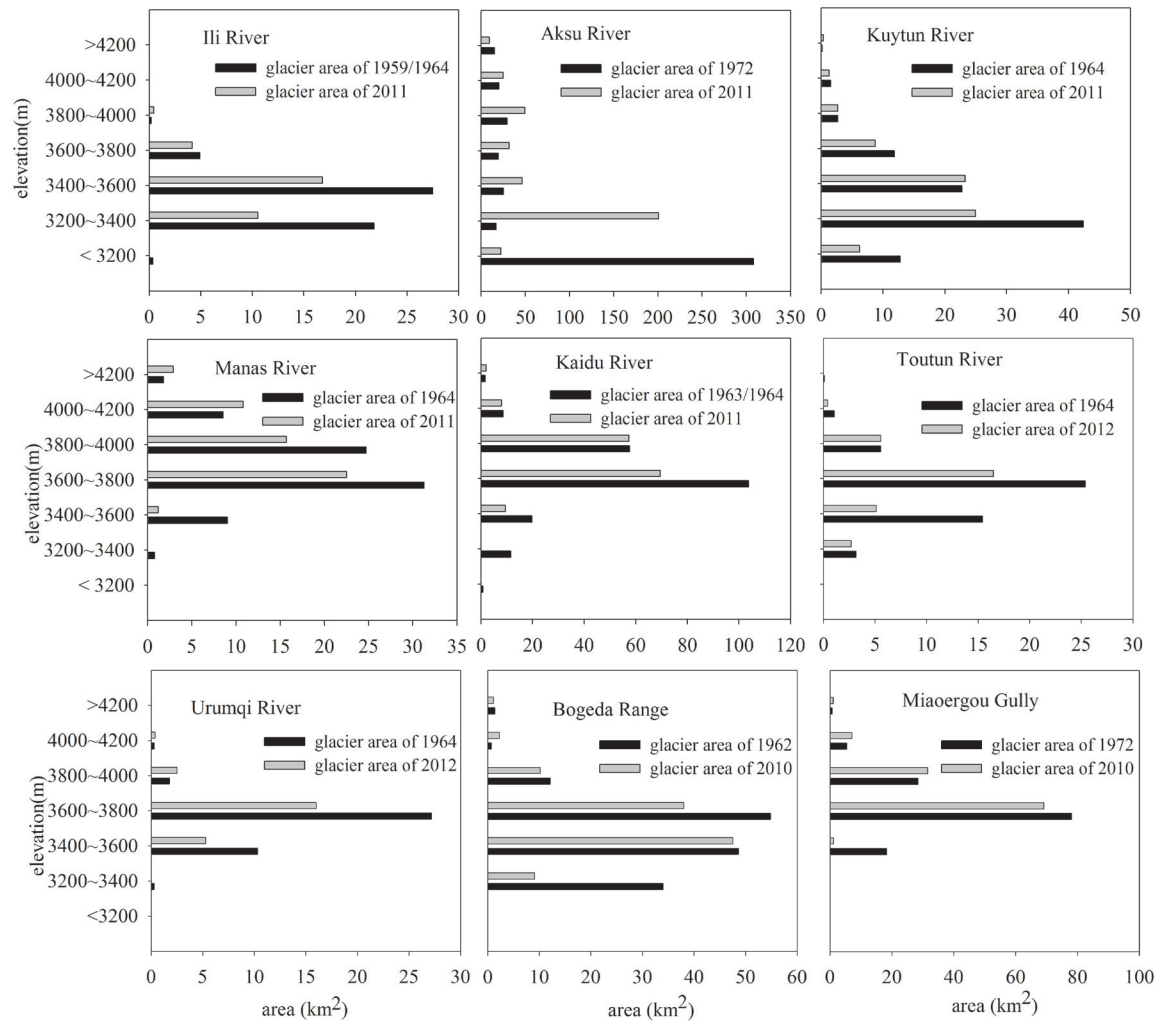 Ili River
glacier area of 1959/1964
glacier area of 2011
elevation(m)
>4200
4000~4200
3800~4000
3600~3800
3400~3600
3200~3400
< 3200
0 5 10 15 20 25 30
Aksu River
glacier area of 1972
glacier area of 2011
0 50 100 150 200 250 300 350
Kuytun River
glacier area of 1964
glacier area of 2011
0 10 20 30 40 50
Manas River
glacier area of 1964
glacier area of 2011
elevation(m)
>4200
4000~4200
3800~4000
3600~3800
3400~3600
3200~3400
< 3200
0 5 10 15 20 25 30 35
Kaidu River
glacier area of 1963/1964
glacier area of 2011
0 20 40 60 80 100 120
Toutun River
glacier area of 1964
glacier area of 2012
0 5 10 15 20 25 30
Urumqi River
glacier area of 1964
glacier area of 2012
elevation(m)
>4200
4000~4200
3800~4000
3600~3800
3400~3600
3200~3400
<3200
0 5 10 15 20 25 30
area (km2)
Bogeda Range
glacier area of 1962
glacier area of 2010
0 10 20 30 40 50 60
area (km2)
Miaoergou Gully
glacier area of 1972
glacier area of 2010
0 20 40 60 80 100
area (km2)